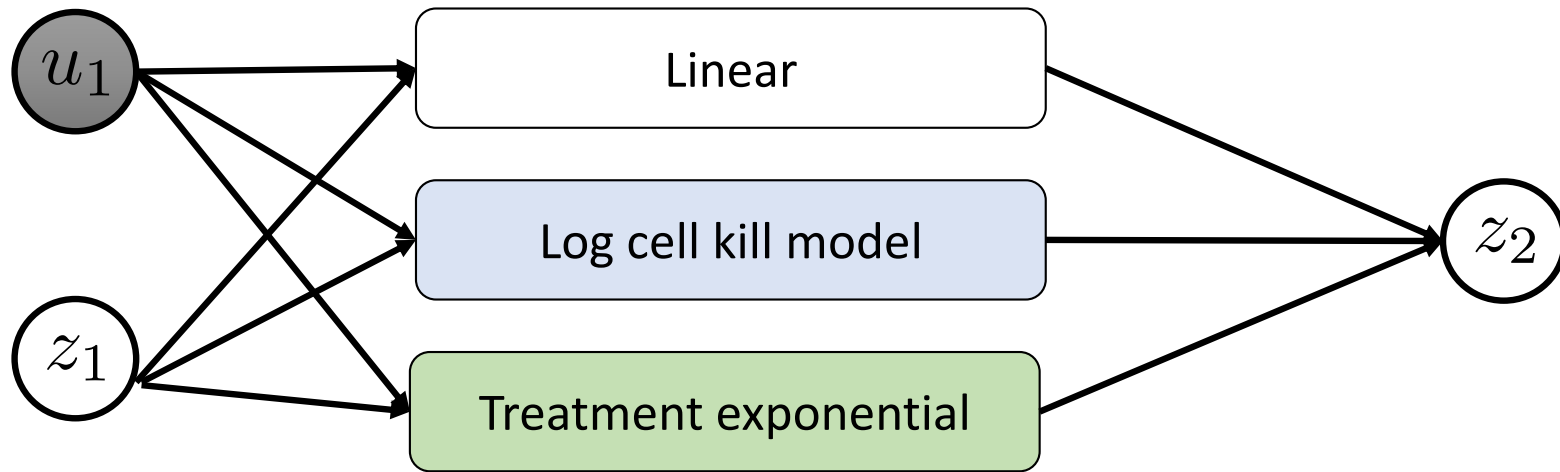 u₁
Linear
Log cell kill model
z₂
z₁
Treatment exponential